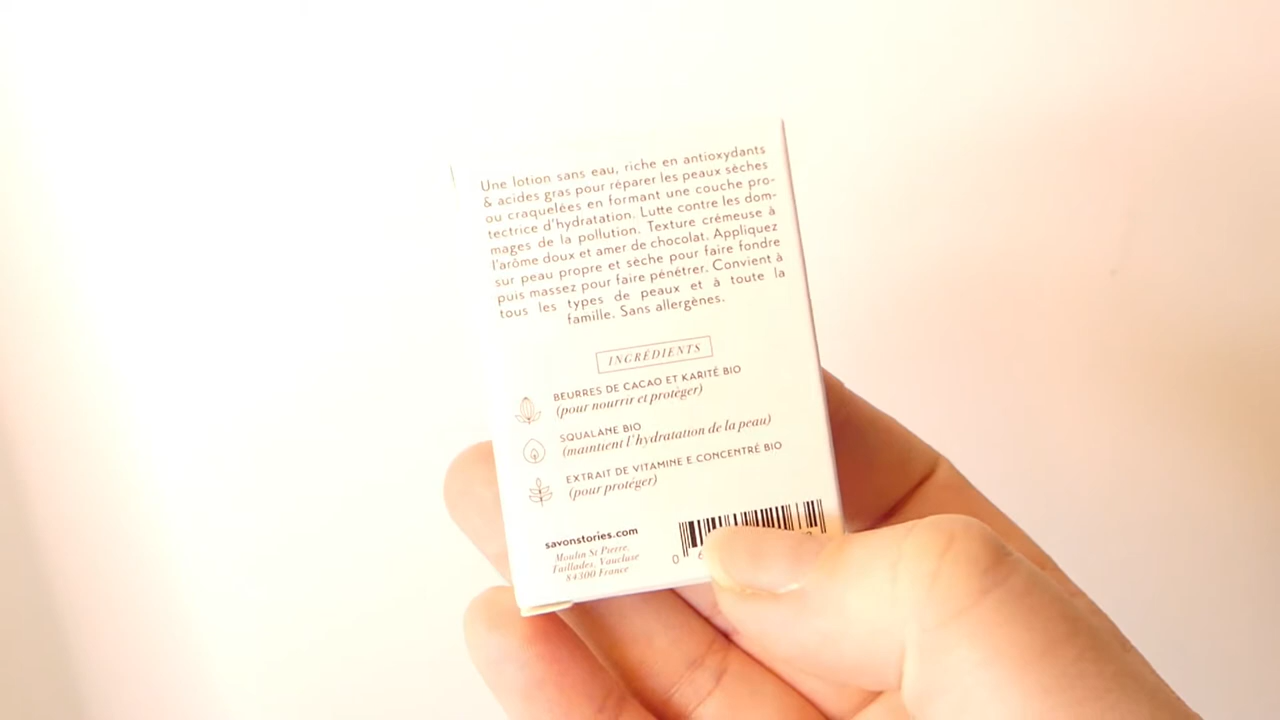 Une lotion sans eau, riche en antioxydants
& acides gras pour réparer les peaux sèches
ou craquelées en formant une couche pro-
tectrice d'hydratation. Lutte contre les dom-
mages de la pollution. Texture crémeuse à
l'arôme doux et amer de chocolat. Appliquez
sur peau propre et sèche pour faire fondre
puis massez pour faire pénétrer. Convient à
tous les types de peaux et à toute la
famille. Sans allergènes.
INGRÉDIENTS
BEURRES DE CACAO ET KARITÉ BIO
(pour nourrir et protèger)
SQUALANE BIO
(maintient l'hydratation de la peau)
EXTRAIT DE VITAMINE E CONCENTRÉ BIO
(pour protéger)
savonstories.com
Moulin St Pierre,
Taillades, Vaucluse
84300 France
0